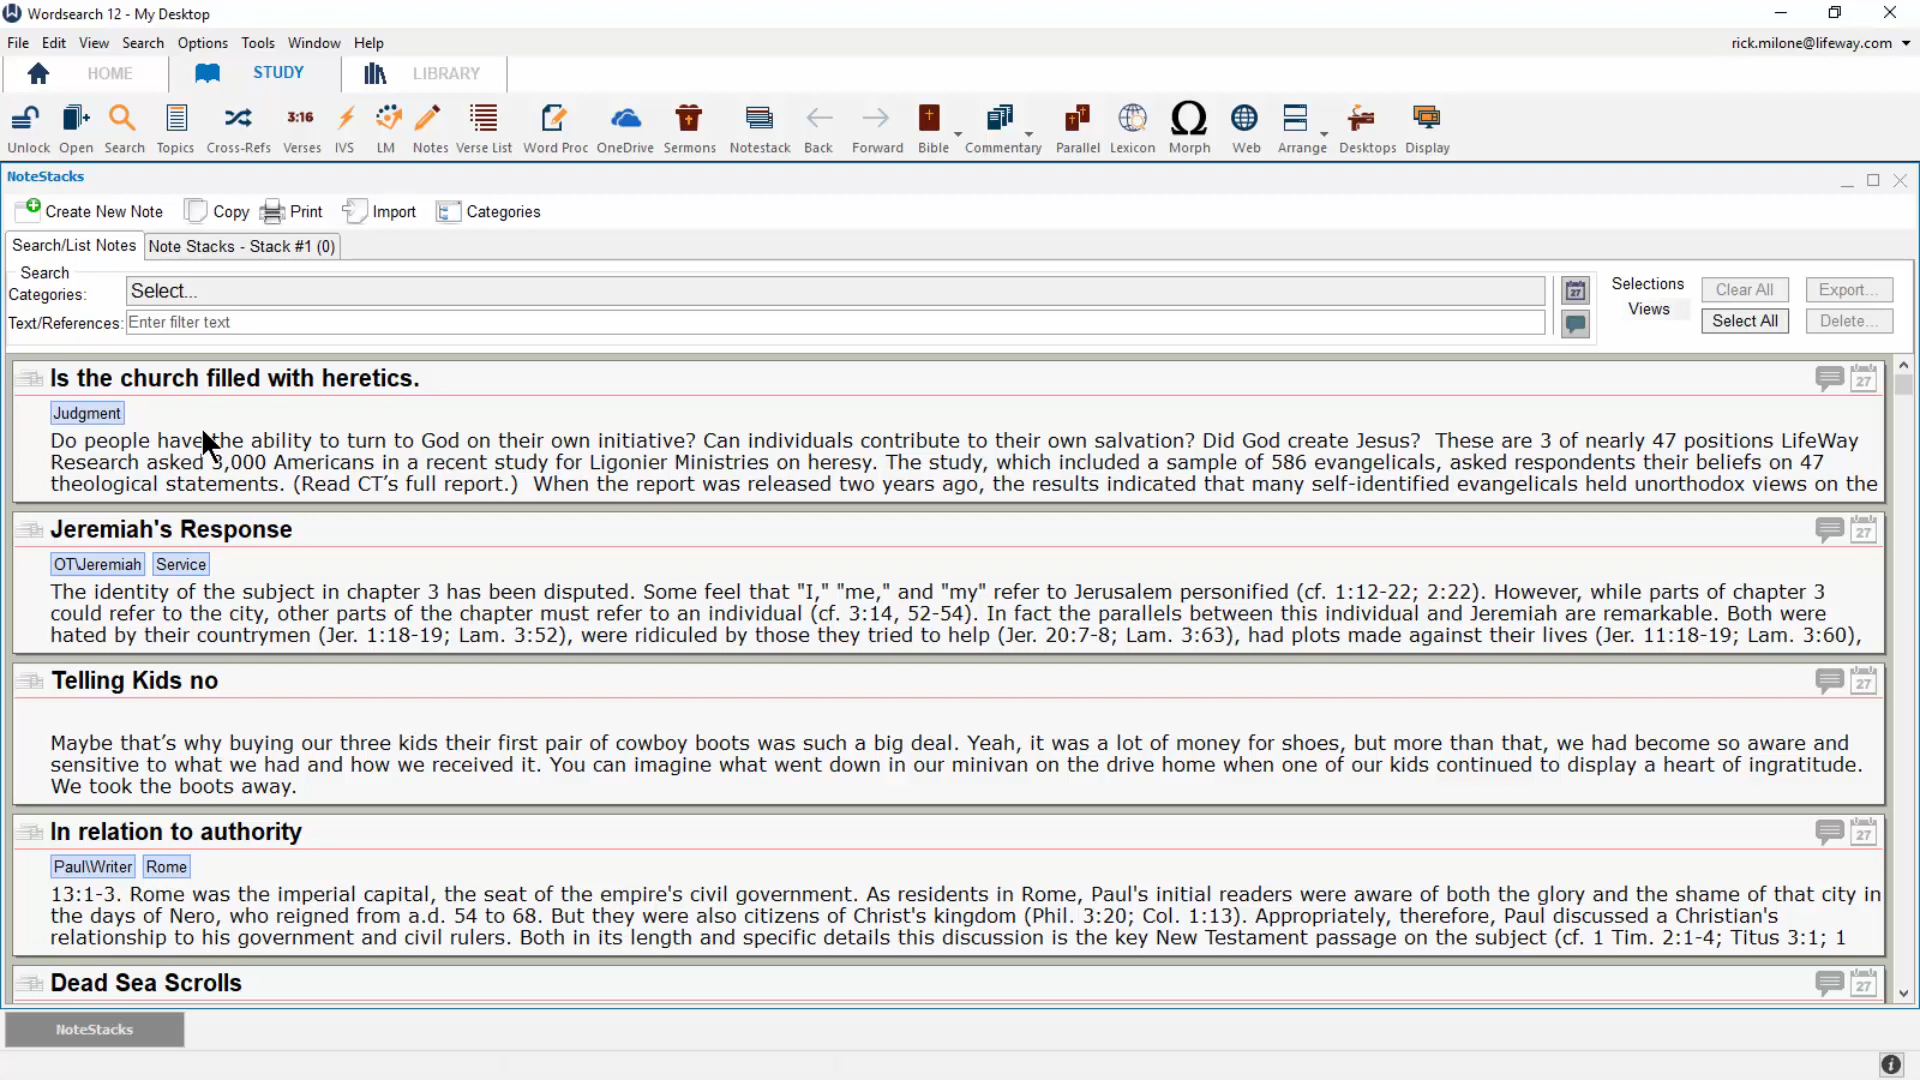 Wordsearch 12 - My Desktop
File Edit View Search Options Tools Window Help rick.milone@lifeway.com
HOME STUDY LIBRARY
3:16
Unlock Open Search Topics Cross-Refs Verses IVS LM Notes Verse List Word Proc OneDrive Sermons Notestack Back Forward Bible Commentary Parallel Lexicon Morph Web Arrange Desktops Display
NoteStacks
Create New Note Copy Print Import Categories
Search/List Notes Note Stacks - Stack #1 (0)
Search
Categories: Select... 27 Selections Clear All Export...
Views
Text/References: Enter filter text Select All Delete...
Is the church filled with heretics. 27
Judgment
Do people have the ability to turn to God on their own initiative? Can individuals contribute to their own salvation? Did God create Jesus?  These are 3 of nearly 47 positions LifeWay
Research asked 3,000 Americans in a recent study for Ligonier Ministries on heresy. The study, which included a sample of 586 evangelicals, asked respondents their beliefs on 47
theological statements. (Read CT's full report.)  When the report was released two years ago, the results indicated that many self-identified evangelicals held unorthodox views on the
Jeremiah's Response 27
OT\Jeremiah Service
The identity of the subject in chapter 3 has been disputed. Some feel that "I," "me," and "my" refer to Jerusalem personified (cf. 1:12-22; 2:22). However, while parts of chapter 3
could refer to the city, other parts of the chapter must refer to an individual (cf. 3:14, 52-54). In fact the parallels between this individual and Jeremiah are remarkable. Both were
hated by their countrymen (Jer. 1:18-19; Lam. 3:52), were ridiculed by those they tried to help (Jer. 20:7-8; Lam. 3:63), had plots made against their lives (Jer. 11:18-19; Lam. 3:60),
Telling Kids no 27
Maybe that's why buying our three kids their first pair of cowboy boots was such a big deal. Yeah, it was a lot of money for shoes, but more than that, we had become so aware and
sensitive to what we had and how we received it. You can imagine what went down in our minivan on the drive home when one of our kids continued to display a heart of ingratitude.
We took the boots away.
In relation to authority 27
Paul\Writer Rome
13:1-3. Rome was the imperial capital, the seat of the empire's civil government. As residents in Rome, Paul's initial readers were aware of both the glory and the shame of that city in
the days of Nero, who reigned from a.d. 54 to 68. But they were also citizens of Christ's kingdom (Phil. 3:20; Col. 1:13). Appropriately, therefore, Paul discussed a Christian's
relationship to his government and civil rulers. Both in its length and specific details this discussion is the key New Testament passage on the subject (cf. 1 Tim. 2:1-4; Titus 3:1; 1
Dead Sea Scrolls 27
NoteStacks